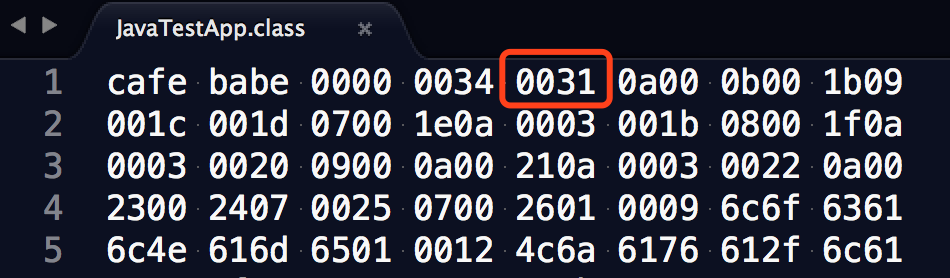 JavaTestApp.class ×
1 cafe babe 0000 0034 0031 0a00 0b00 1b09
2 001c 001d 0700 1e0a 0003 001b 0800 1f0a
3 0003 0020 0900 0a00 210a 0003 0022 0a00
4 2300 2407 0025 0700 2601 0009 6c6f 6361
5 6c4e 616d 6501 0012 4c6a 6176 612f 6c61